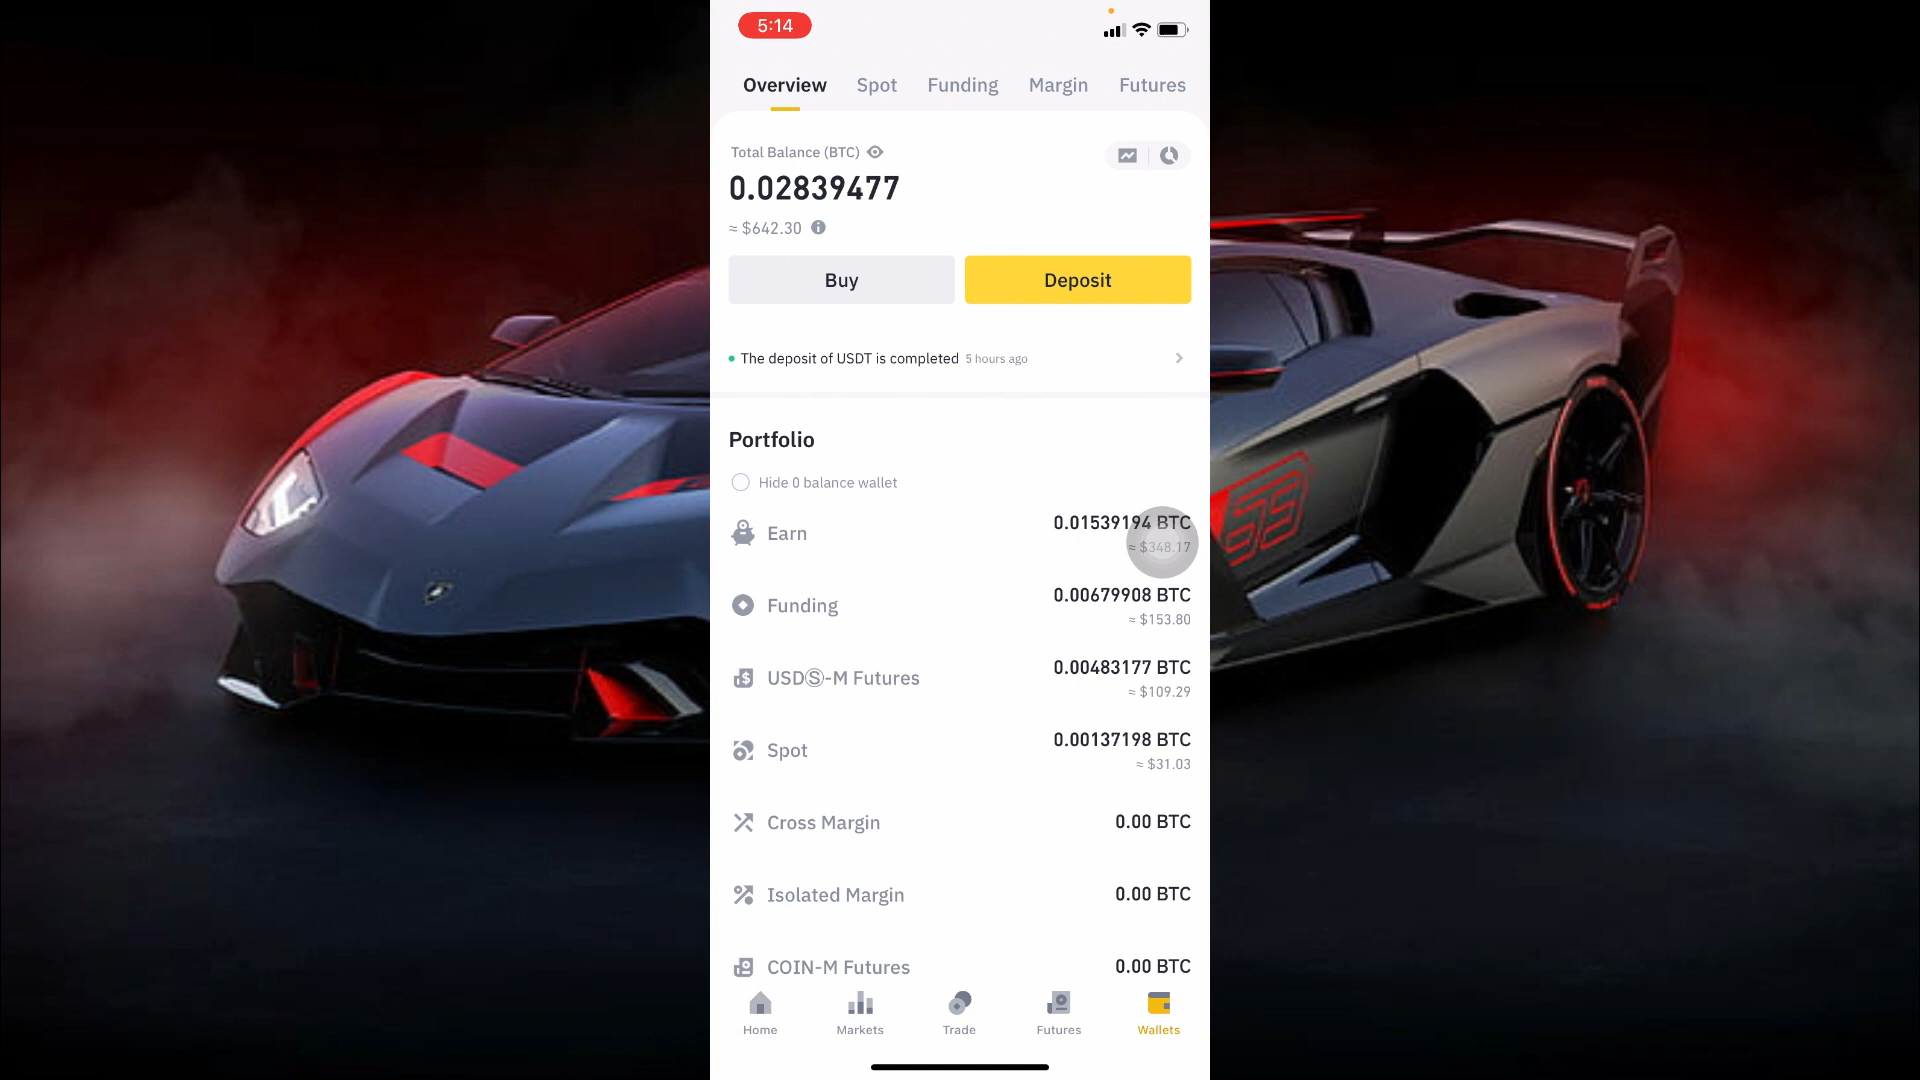 5:14
Overview Spot Funding Margin Futures
Total Balance (BTC)
0.02839477
≈ $642.30
Buy Deposit
The deposit of USDT is completed 5 hours ago
Portfolio
Hide 0 balance wallet
Earn 0.01539194 BTC
≈ $348.17
Funding 0.00679908 BTC
≈ $153.80
USDⓈ-M Futures 0.00483177 BTC
≈ $109.29
Spot 0.00137198 BTC
≈ $31.03
Cross Margin 0.00 BTC
Isolated Margin 0.00 BTC
COIN-M Futures 0.00 BTC
Home Markets Trade Futures Wallets
63